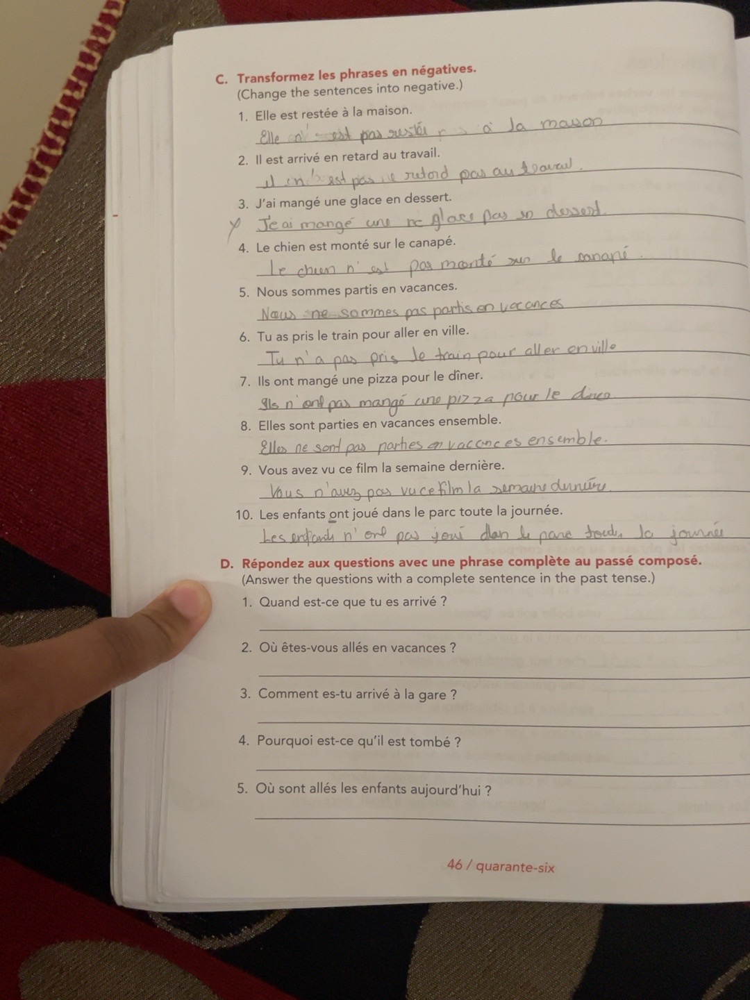 C. Transformez les phrases en négatives.
(Change the sentences into negative.)
1. Elle est restée à la maison.
Elle n' est pas restée à la maison
2. Il est arrivé en retard au travail.
il n'est pas retord pas au travail.
3. J'ai mangé une glace en dessert.
Je ai mangé une ne glace pas en dessert.
4. Le chien est monté sur le canapé.
Le chien n'est pas monté sur le canapé.
5. Nous sommes partis en vacances.
Nous ne sommes pas partis en vacances
6. Tu as pris le train pour aller en ville.
Tu n'a pas pris le train pour aller en ville
7. Ils ont mangé une pizza pour le dîner.
Ils n'ont pas mangé une pizza pour le diner
8. Elles sont parties en vacances ensemble.
Elles ne sont pas parties en vacances ensemble.
9. Vous avez vu ce film la semaine dernière.
Vous n'avez pas vu ce film la semaine dernière.
10. Les enfants ont joué dans le parc toute la journée.
Les enfants n'ont pas joué dan le parc toute la journée
D. Répondez aux questions avec une phrase complète au passé composé.
(Answer the questions with a complete sentence in the past tense.)
1. Quand est-ce que tu es arrivé ?
2. Où êtes-vous allés en vacances ?
3. Comment es-tu arrivé à la gare ?
4. Pourquoi est-ce qu'il est tombé ?
5. Où sont allés les enfants aujourd'hui ?
46 / quarante-six